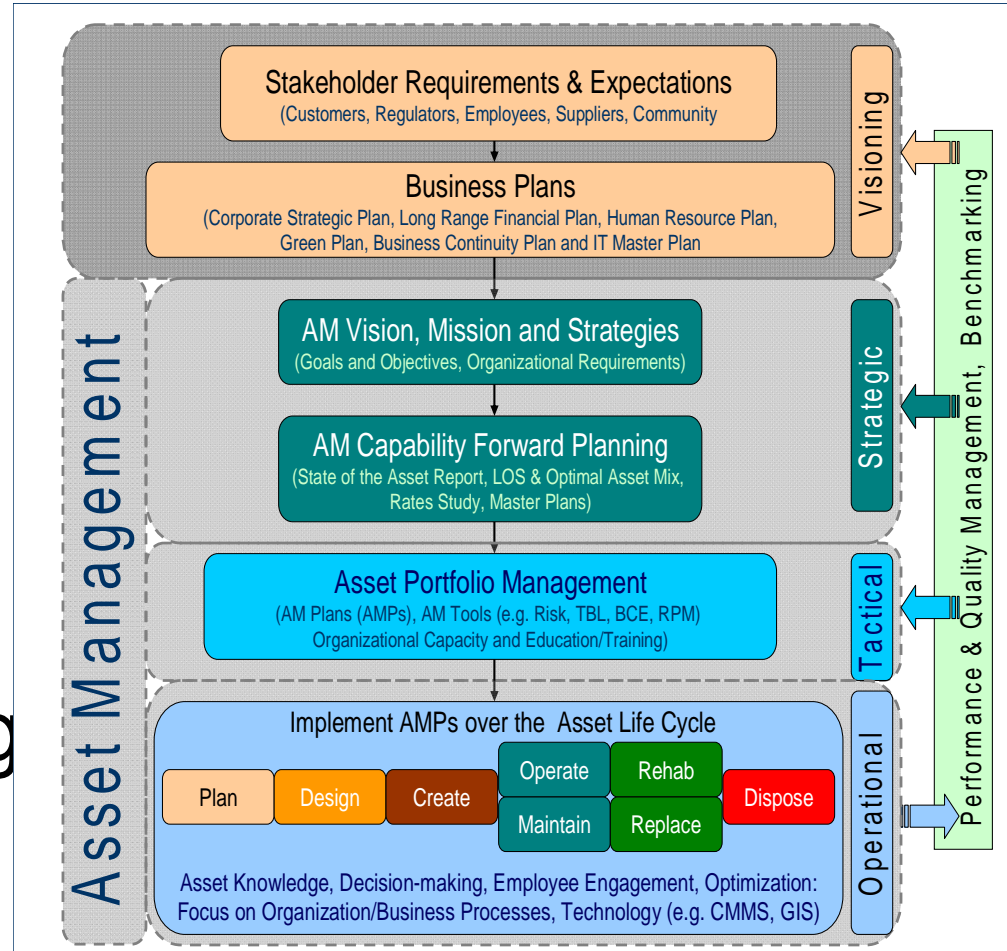 Stakeholder Requirements & Expectations
(Customers, Regulators, Employees, Suppliers, Community
Business Plans
(Corporate Strategic Plan, Long Range Financial Plan, Human Resource Plan,
Green Plan, Business Continuity Plan and IT Master Plan
Visioning
AM Vision, Mission and Strategies
(Goals and Objectives, Organizational Requirements)
AM Capability Forward Planning
(State of the Asset Report, LOS & Optimal Asset Mix,
Rates Study, Master Plans)
Strategic
Asset Portfolio Management
(AM Plans (AMPs), AM Tools (e.g. Risk, TBL, BCE, RPM)
Organizational Capacity and Education/Training)
Tactical
Implement AMPs over the Asset Life Cycle
Plan
Design
Create
Operate
Maintain
Rehab
Replace
Dispose
Asset Knowledge, Decision-making, Employee Engagement, Optimization:
Focus on Organization/Business Processes, Technology (e.g. CMMS, GIS)
Operational
Asset Management
Performance & Quality Management, Benchmarking
g